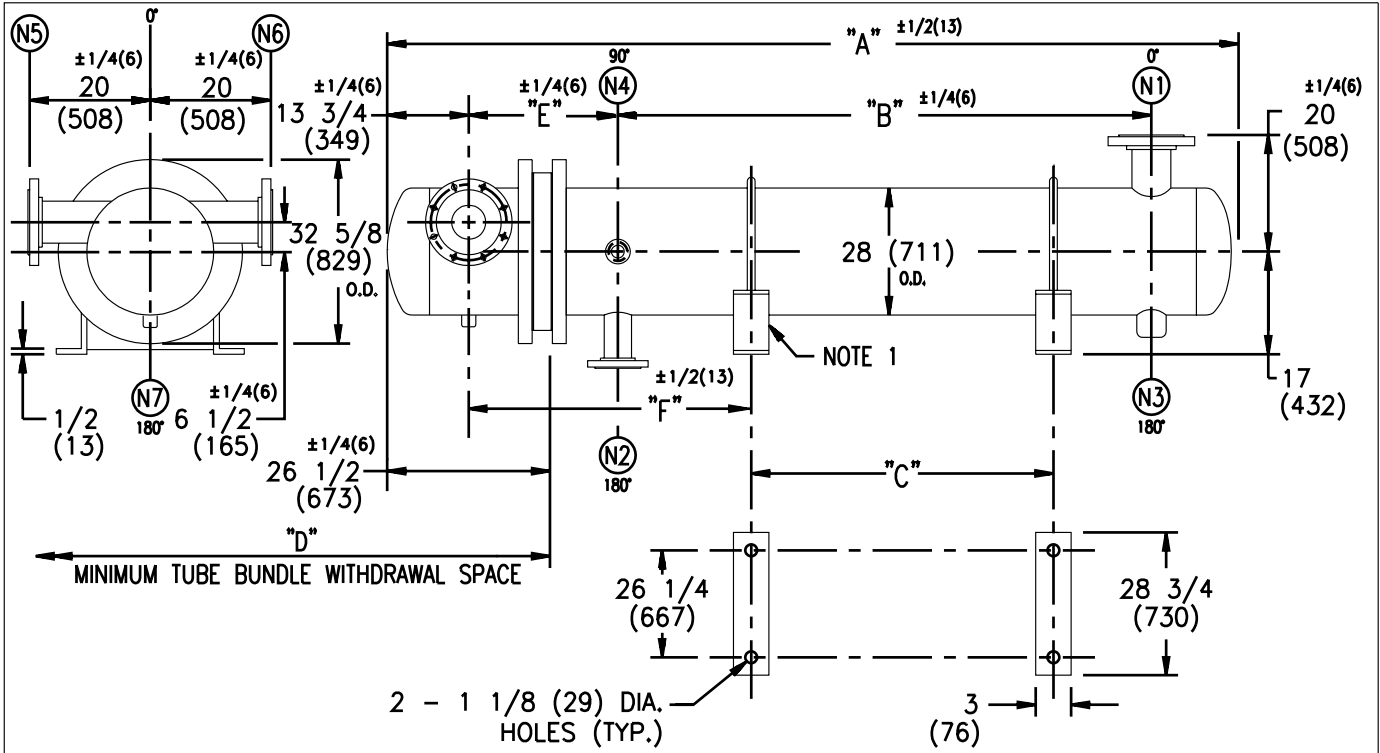 N5
0°
N6
±1/4(6)
20
(508)
±1/4(6)
20
(508)
±1/4(6)
13 3/4
(349)
"A" ±1/2(13)
±1/4(6)
"E"
90°
N4
"B" ±1/4(6)
0°
N1
±1/4(6)
20
(508)
32 5/8
(829)
O.D.
28 (711)
O.D.
NOTE 1
17
(432)
1/2
(13)
N7
180°
±1/4(6)
6 1/2
(165)
±1/2(13)
"F"
N2
180°
N3
180°
±1/4(6)
26 1/2
(673)
"C"
"D"
MINIMUM TUBE BUNDLE WITHDRAWAL SPACE
26 1/4
(667)
28 3/4
(730)
2 - 1 1/8 (29) DIA.
HOLES (TYP.)
3
(76)